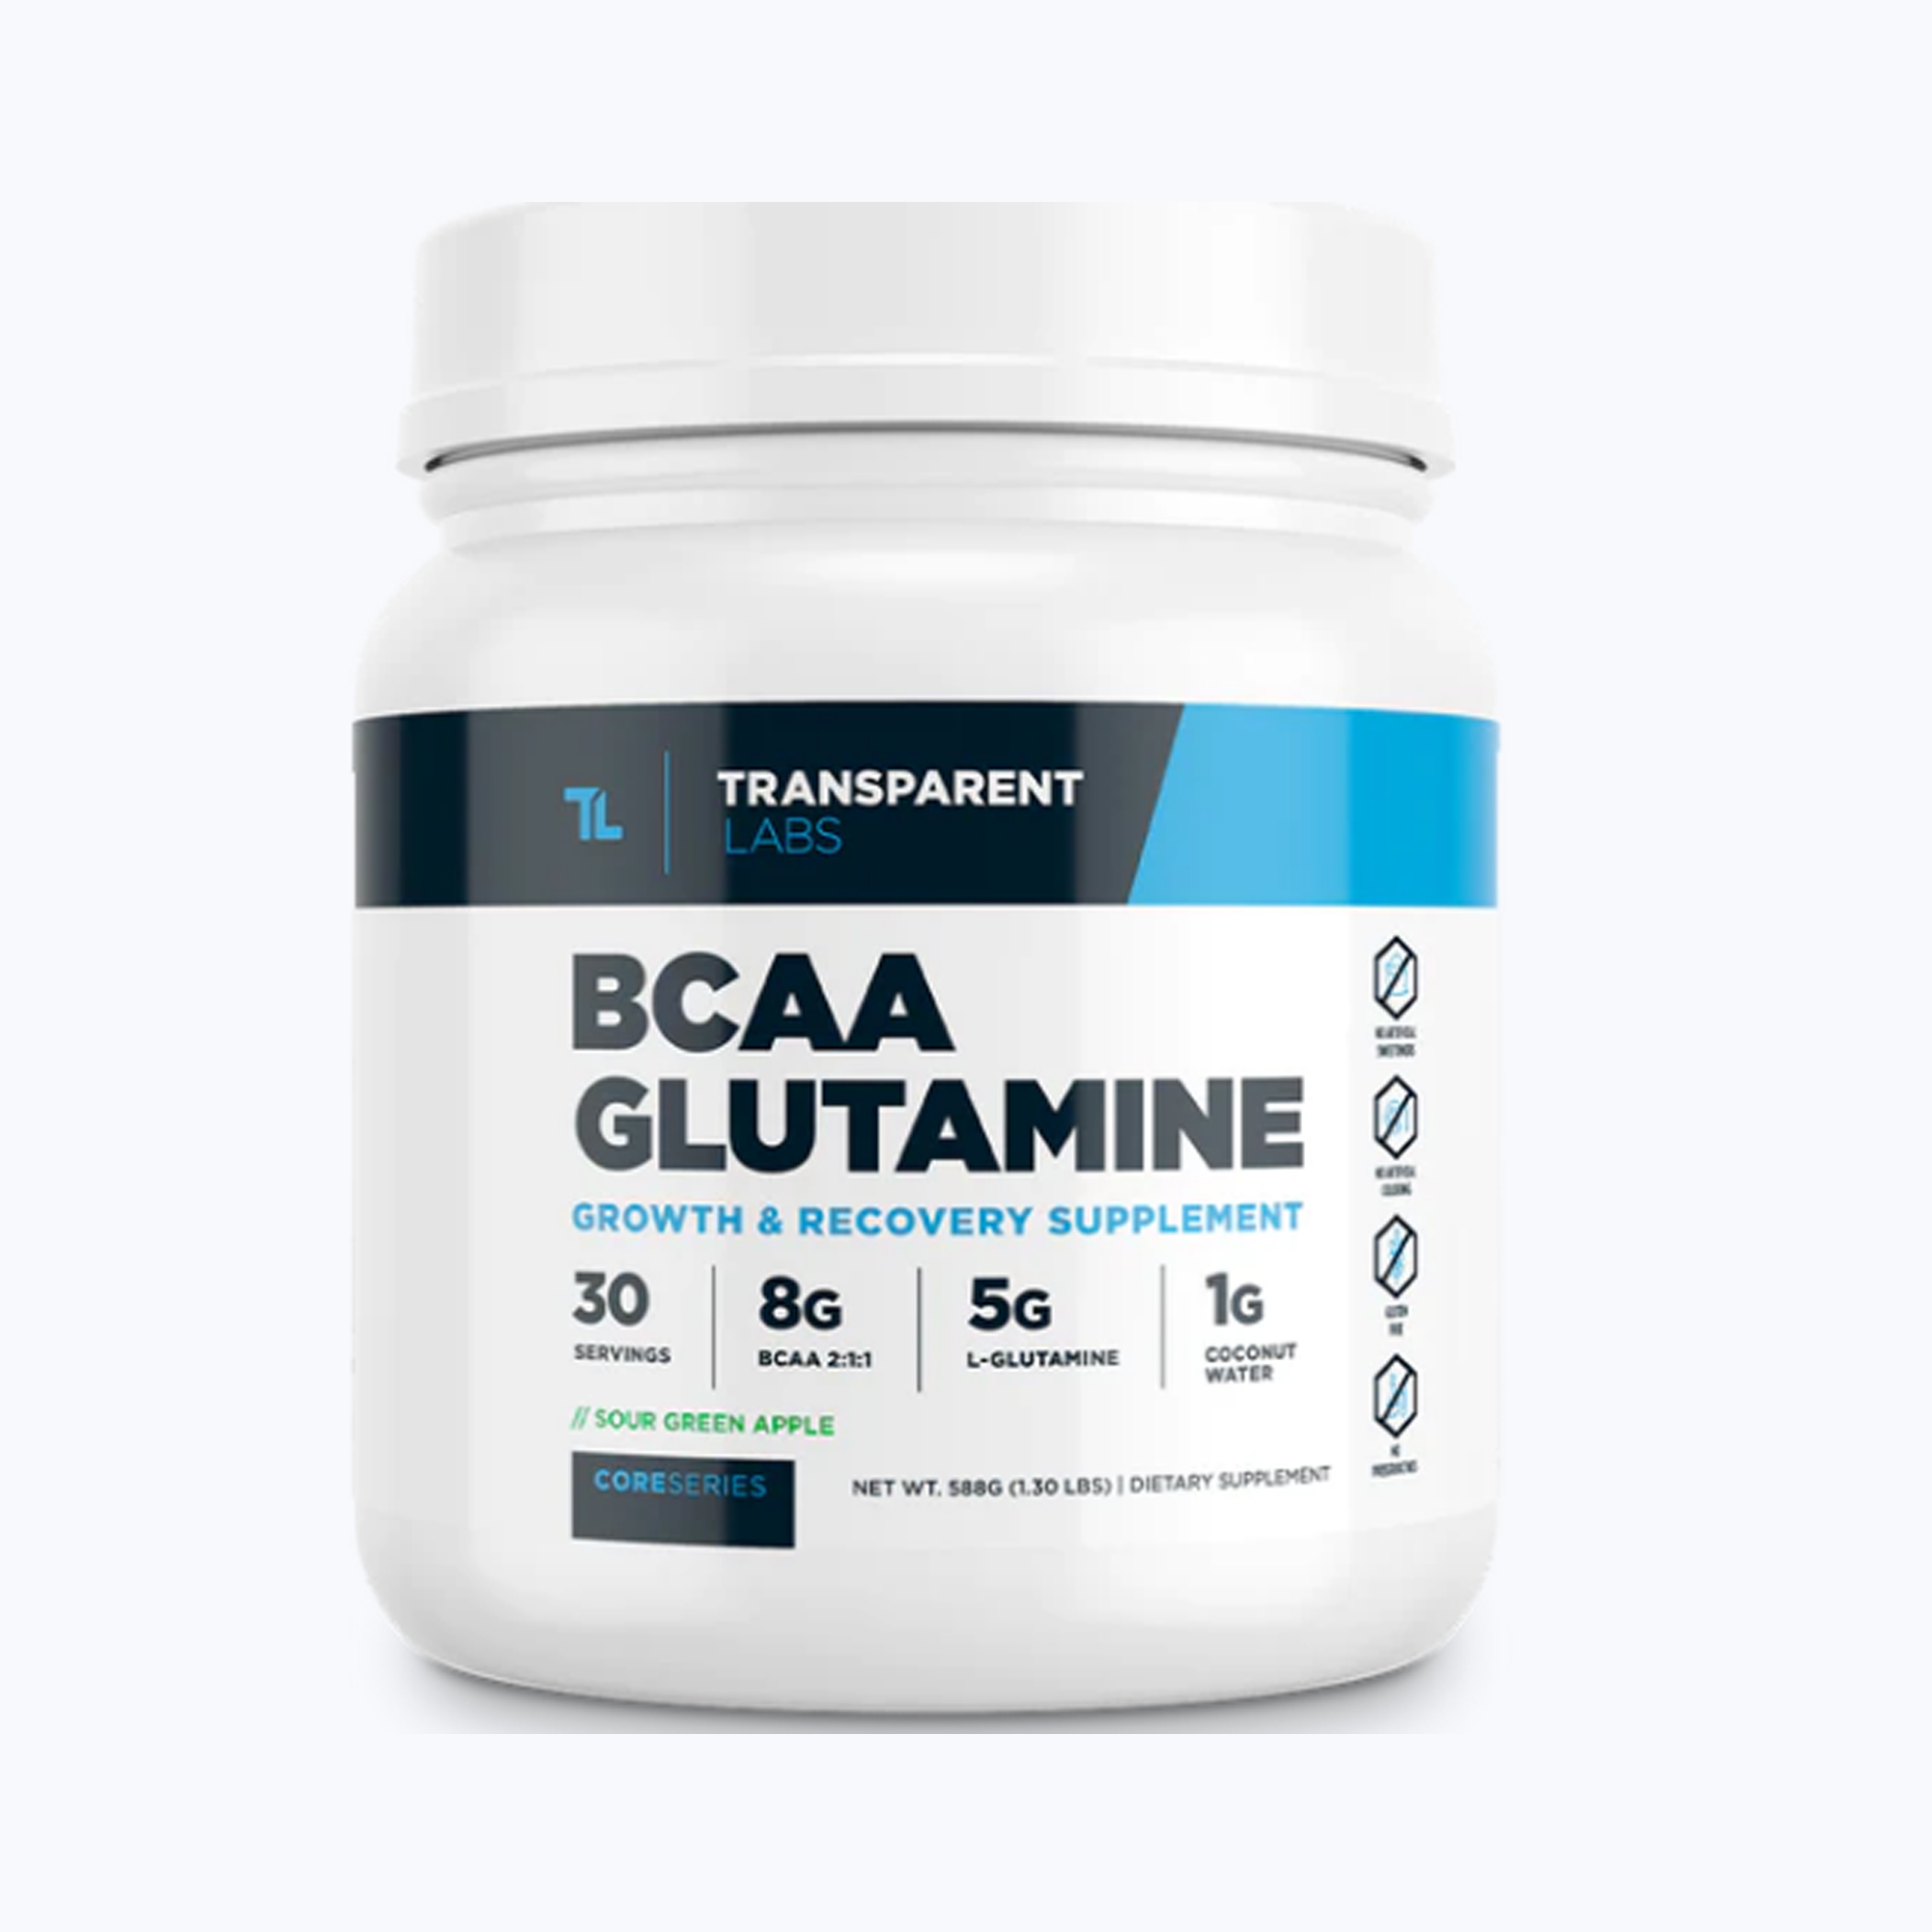 TL
TRANSPARENT
LABS
BCAA
GLUTAMINE
GROWTH & RECOVERY SUPPLEMENT
30
SERVINGS
8G
BCAA 2:1:1
5G
L-GLUTAMINE
1G
COCONUT
WATER
// SOUR GREEN APPLE
CORESERIES
NET WT. 588G (1.30 LBS) | DIETARY SUPPLEMENT